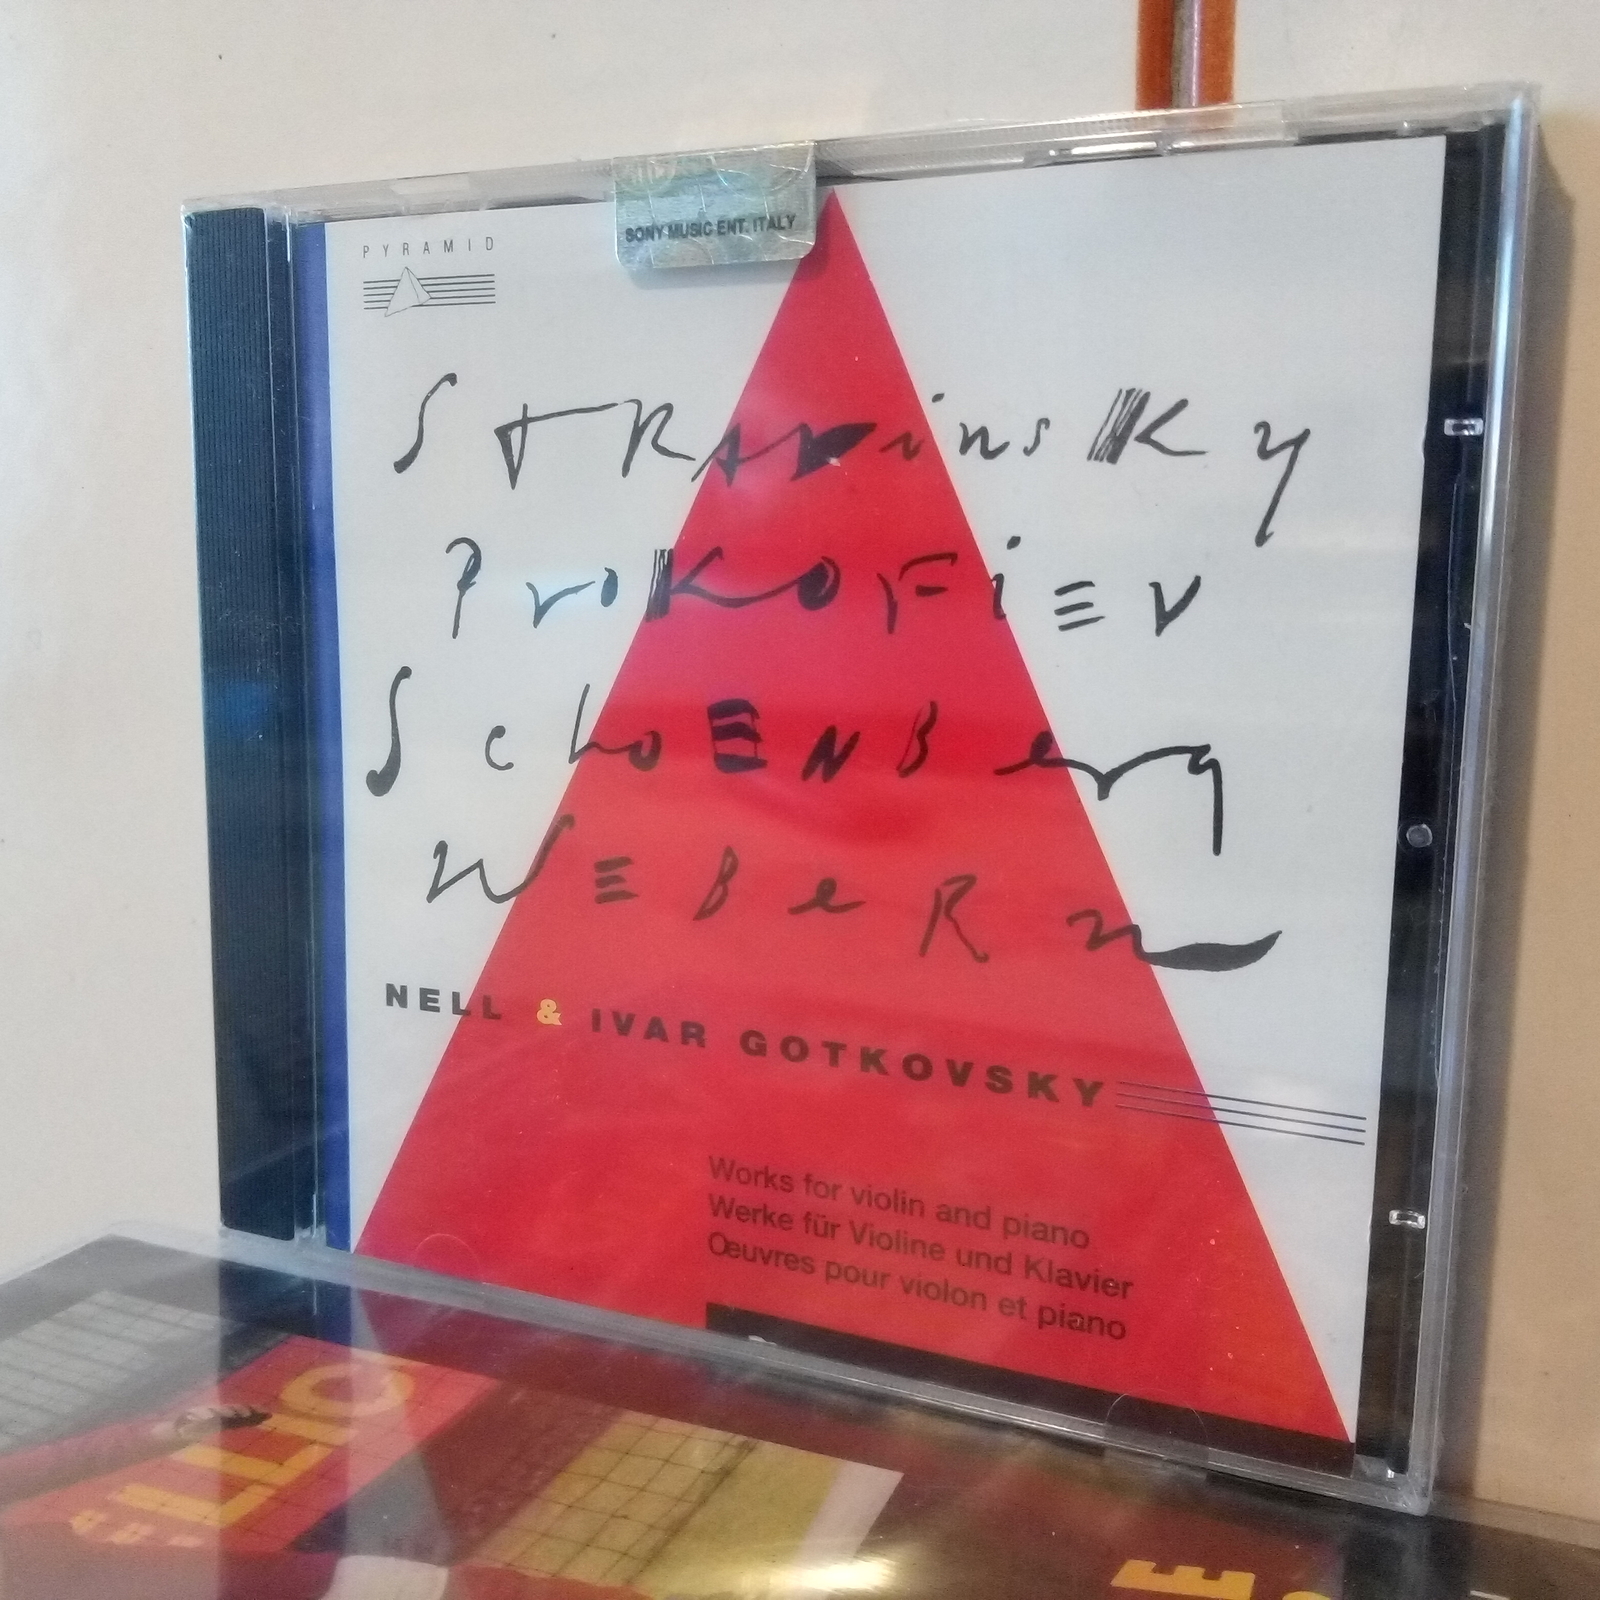 SONY MUSIC ENT. ITALY
PYRAMID
STRAVinsKy
ProKOFiEv
SchoENBerg
WEBeRn
NELL & IVAR GOTKOVSKY
Works for violin and piano
Werke für Violine und Klavier
Œuvres pour violon et piano
LLO
E